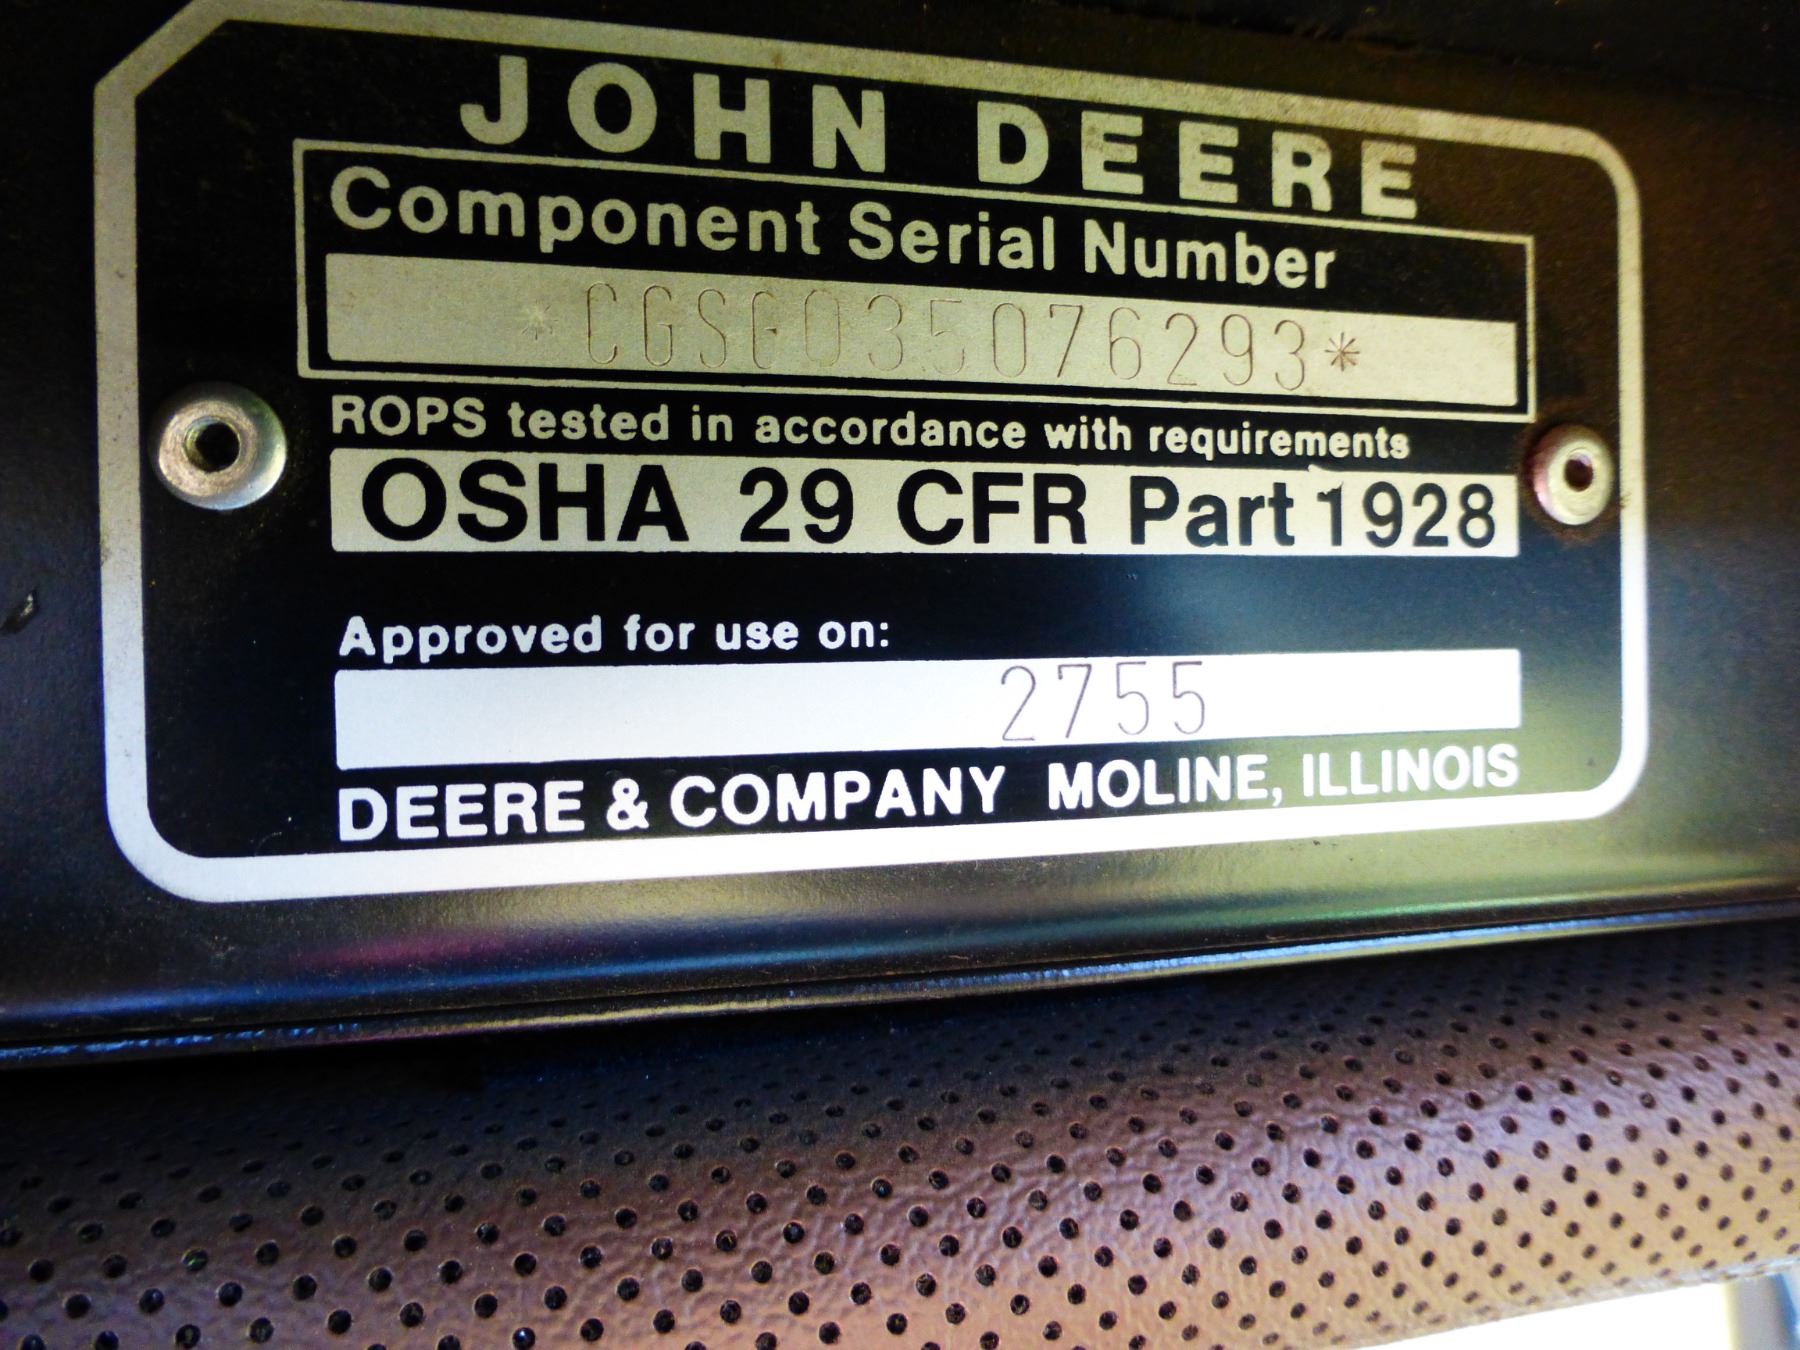 JOHN DEERE
Component Serial Number
*CGSG035076293*
ROPS tested in accordance with requirements
OSHA 29 CFR Part 1928
Approved for use on:
2755
DEERE & COMPANY MOLINE, ILLINOIS